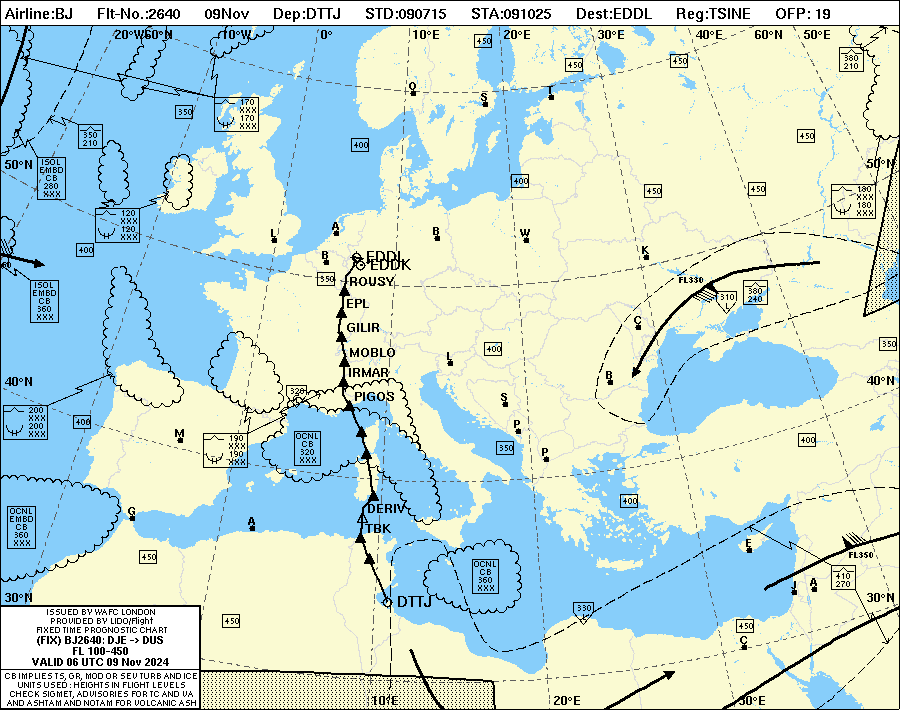 Airline:BJ Flt-No.:2640 09Nov Dep:DTTJ STD:090715 STA:091025 Dest:EDDL Reg:TSINE OFP: 19
20°W 60°N 10°W 0° 10°E 20°E 30°E 40°E 60°N 50°E
450
450
450
380
210
O
S
T
170
XXX
170
XXX
350
350
210
400
450
50°N
50°N
ISOL
EMBD
CB
280
XXX
400
450
450
180
XXX
180
XXX
120
XXX
120
XXX
L
A
B
W
400
B
K
EDDL
EDDK
350
ROUSY
FL330
310
380
240
ISOL
EMBD
CB
360
XXX
EPL
GILIR
C
MOBLO
L
400
350
IRMAR
B
40°N
40°N
320
PIGOS
S
200
XXX
200
XXX
400
M
190
XXX
190
XXX
OCNL
CB
320
XXX
P
350
P
400
DERIV
400
OCNL
EMBD
CB
360
XXX
G
A
TBK
E
FL350
450
OCNL
CB
360
XXX
410
270
J
A
30°N
30°N
DTTJ
330
450
450
C
ISSUED BY WAFC LONDON
PROVIDED BY LIDO/Flight
FIXED TIME PROGNOSTIC CHART
(FIX) BJ2640: DJE -> DUS
FL 100-450
VALID 06 UTC 09 Nov 2024
CB IMPLIES TS, GR, MOD OR SEV TURB AND ICE
UNITS USED: HEIGHTS IN FLIGHT LEVELS
CHECK SIGMET, ADVISORIES FOR TC AND VA
AND ASHTAM AND NOTAM FOR VOLCANIC ASH
10°E 20°E 30°E